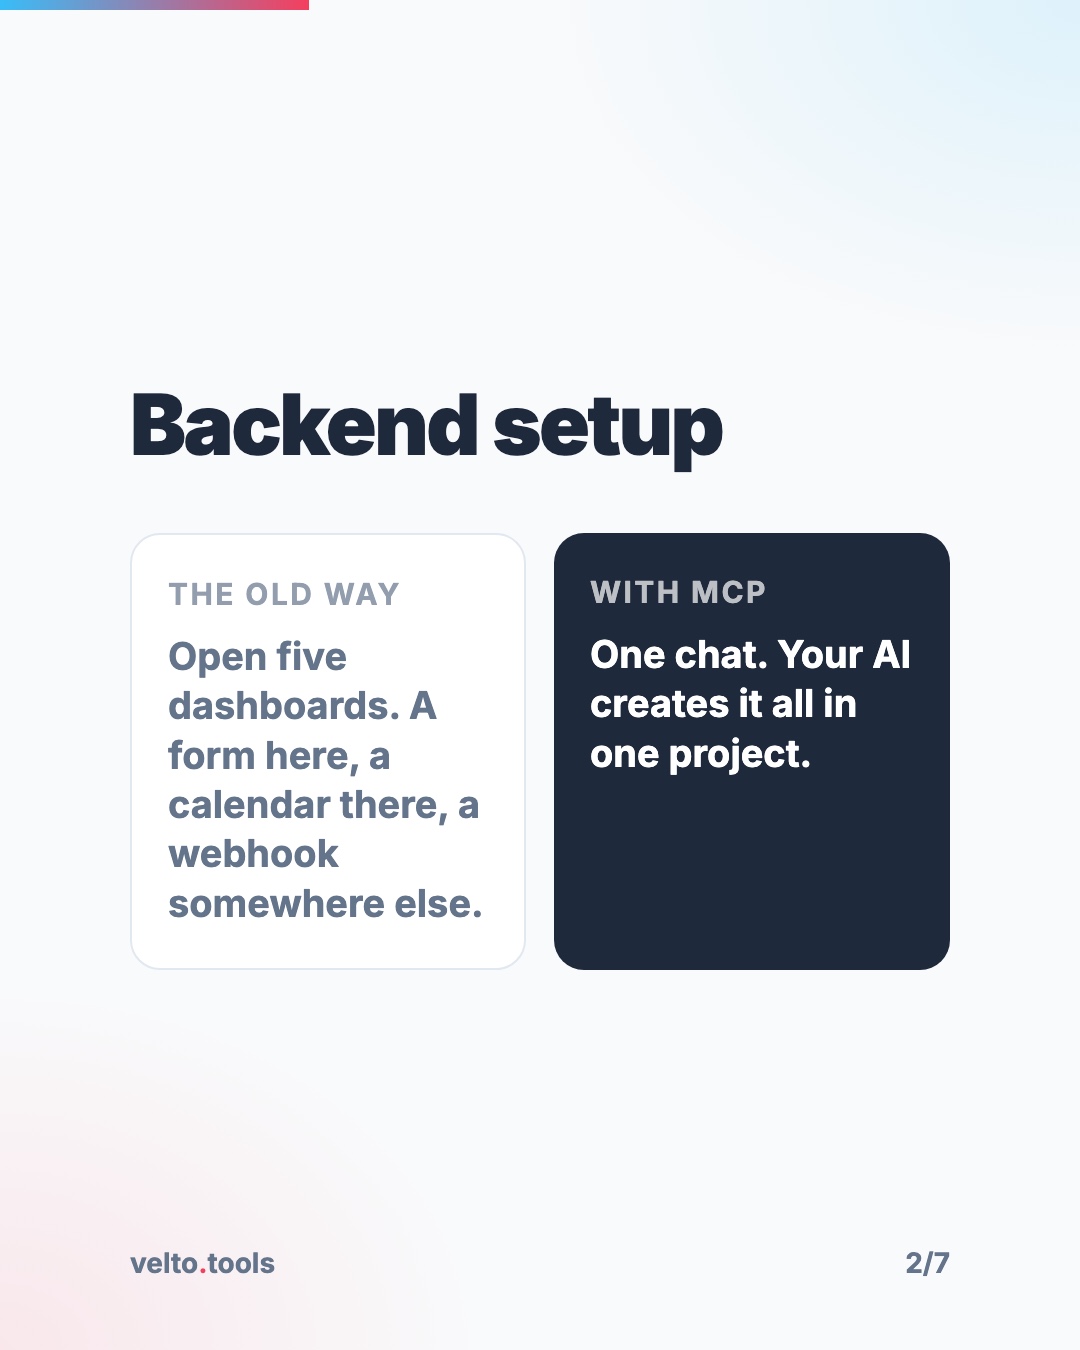 Backend setup
THE OLD WAY
Open five
dashboards. A
form here, a
calendar there, a
webhook
somewhere else.
WITH MCP
One chat. Your AI
creates it all in
one project.
velto.tools
2/7